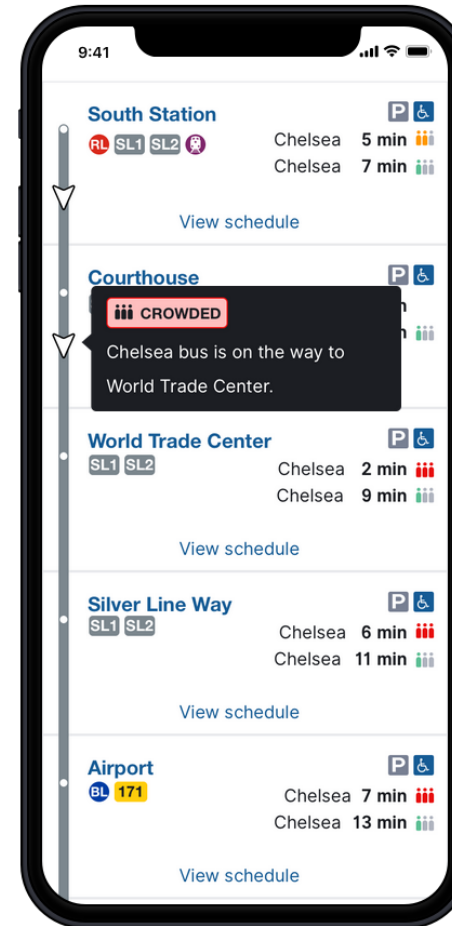 9:41
South Station
P
RL SL1 SL2
Chelsea 5 min
Chelsea 7 min
View schedule
Courthouse
P
CROWDED
Chelsea bus is on the way to
World Trade Center.
World Trade Center
P
SL1 SL2
Chelsea 2 min
Chelsea 9 min
View schedule
Silver Line Way
P
SL1 SL2
Chelsea 6 min
Chelsea 11 min
View schedule
Airport
P
BL 171
Chelsea 7 min
Chelsea 13 min
View schedule